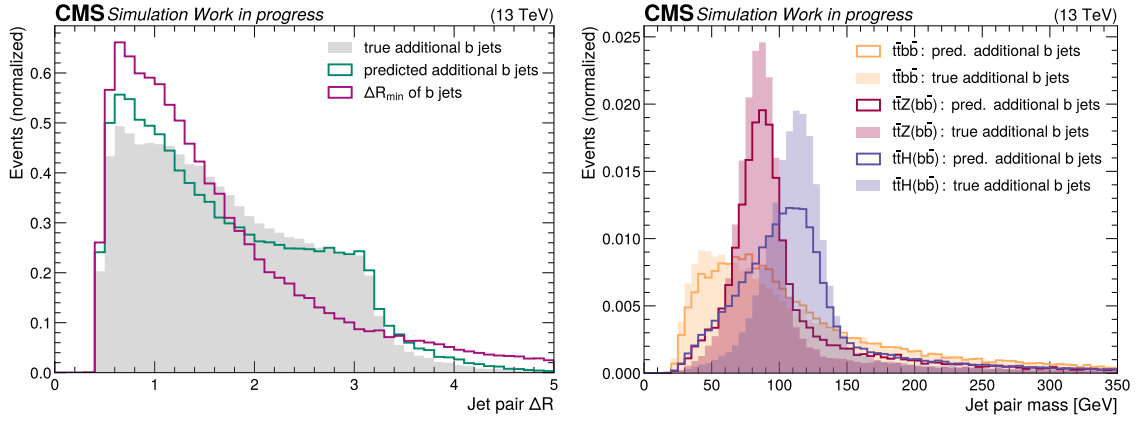 CMS Simulation Work in progress (13 TeV)
Events (normalized)
true additional b jets
predicted additional b jets
ΔRmin of b jets
0.6
0.5
0.4
0.3
0.2
0.1
0.0
0 1 2 3 4 5
Jet pair ΔR
CMS Simulation Work in progress (13 TeV)
Events (normalized)
tt̄bb̄: pred. additional b jets
tt̄bb̄: true additional b jets
tt̄Z(bb̄): pred. additional b jets
tt̄Z(bb̄): true additional b jets
tt̄H(bb̄): pred. additional b jets
tt̄H(bb̄): true additional b jets
0.025
0.020
0.015
0.010
0.005
0.000
0 50 100 150 200 250 300 350
Jet pair mass [GeV]